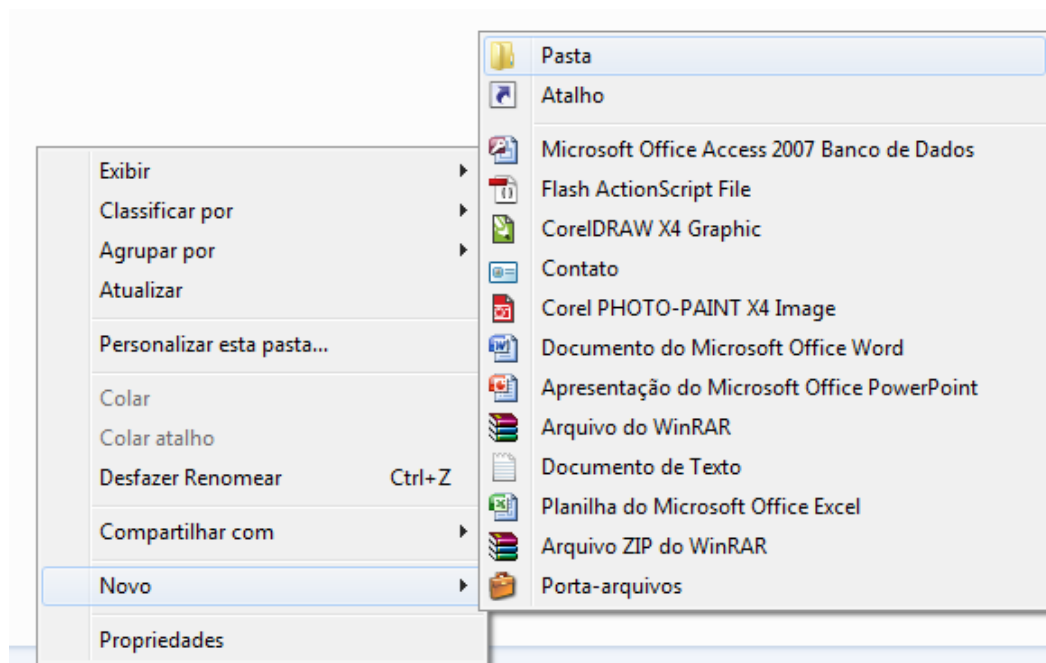 Exibir
Classificar por
Agrupar por
Atualizar
Personalizar esta pasta...
Colar
Colar atalho
Desfazer Renomear Ctrl+Z
Compartilhar com
Novo
Propriedades
Pasta
Atalho
Microsoft Office Access 2007 Banco de Dados
Flash ActionScript File
CorelDRAW X4 Graphic
Contato
Corel PHOTO-PAINT X4 Image
Documento do Microsoft Office Word
Apresentação do Microsoft Office PowerPoint
Arquivo do WinRAR
Documento de Texto
Planilha do Microsoft Office Excel
Arquivo ZIP do WinRAR
Porta-arquivos